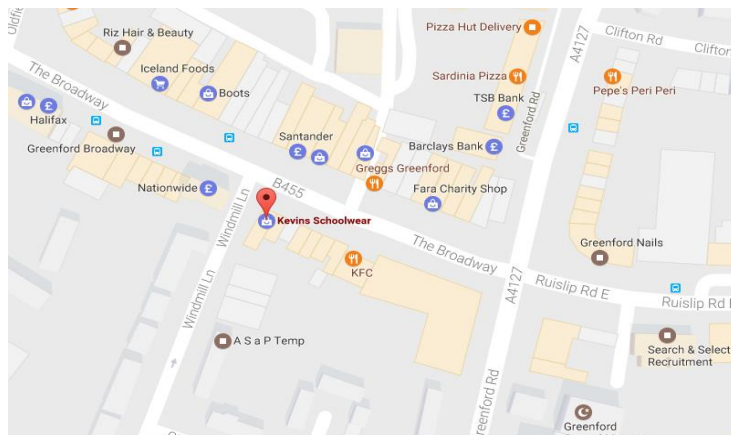 Oldfie
Riz Hair & Beauty
Pizza Hut Delivery
A4127
Clifton Rd
Clifton
The Broadway
Iceland Foods
Boots
Sardinia Pizza
Pepe's Peri Peri
TSB Bank
Halifax
Greenford Rd
Santander
Barclays Bank
Greenford Broadway
Greggs Greenford
Nationwide
B455
Fara Charity Shop
Windmill Ln
Kevins Schoolwear
The Broadway
Greenford Nails
KFC
A4127
Ruislip Rd E
Ruislip Rd E
Windmill Ln
A S a P Temp
Search & Select
Recruitment
eenford Rd
Greenford